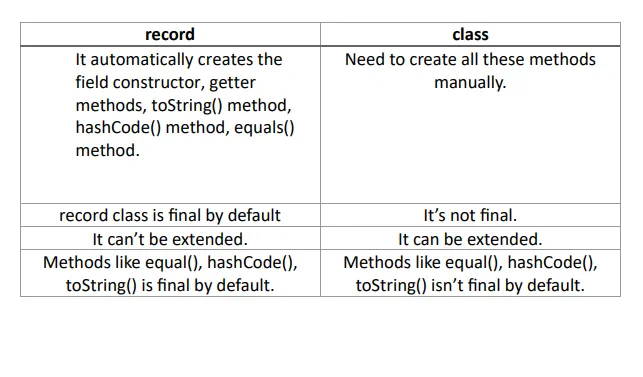 record
class
It automatically creates the
field constructor, getter
methods, toString() method,
hashCode() method, equals()
method.
Need to create all these methods
manually.
record class is final by default
It’s not final.
It can’t be extended.
It can be extended.
Methods like equal(), hashCode(),
toString() is final by default.
Methods like equal(), hashCode(),
toString() isn’t final by default.